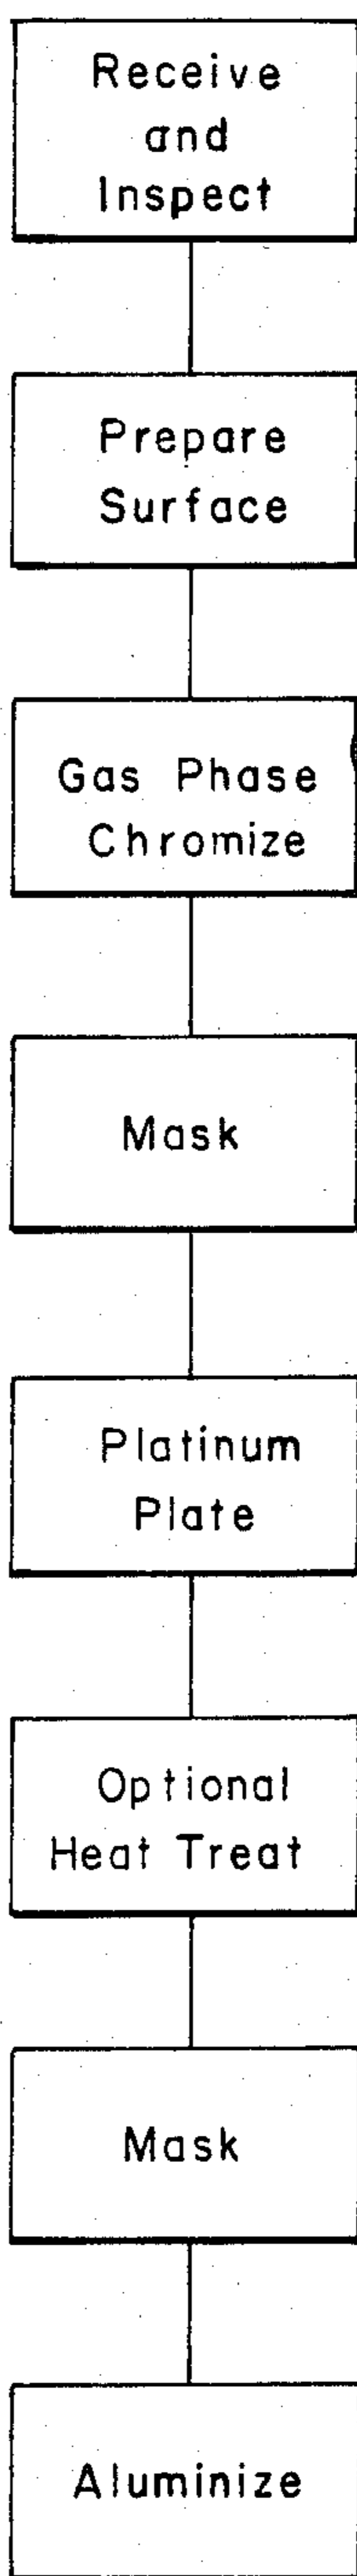 Receive
and
Inspect
Prepare
Surface
Gas Phase
Chromize
Mask
Platinum
Plate
Optional
Heat Treat
Mask
Aluminize